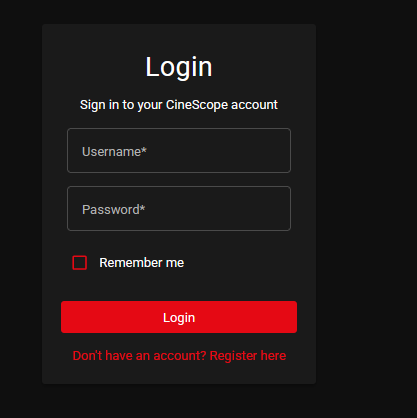 Login
Sign in to your CineScope account
Username*
Password*
Remember me
Login
Don't have an account? Register here